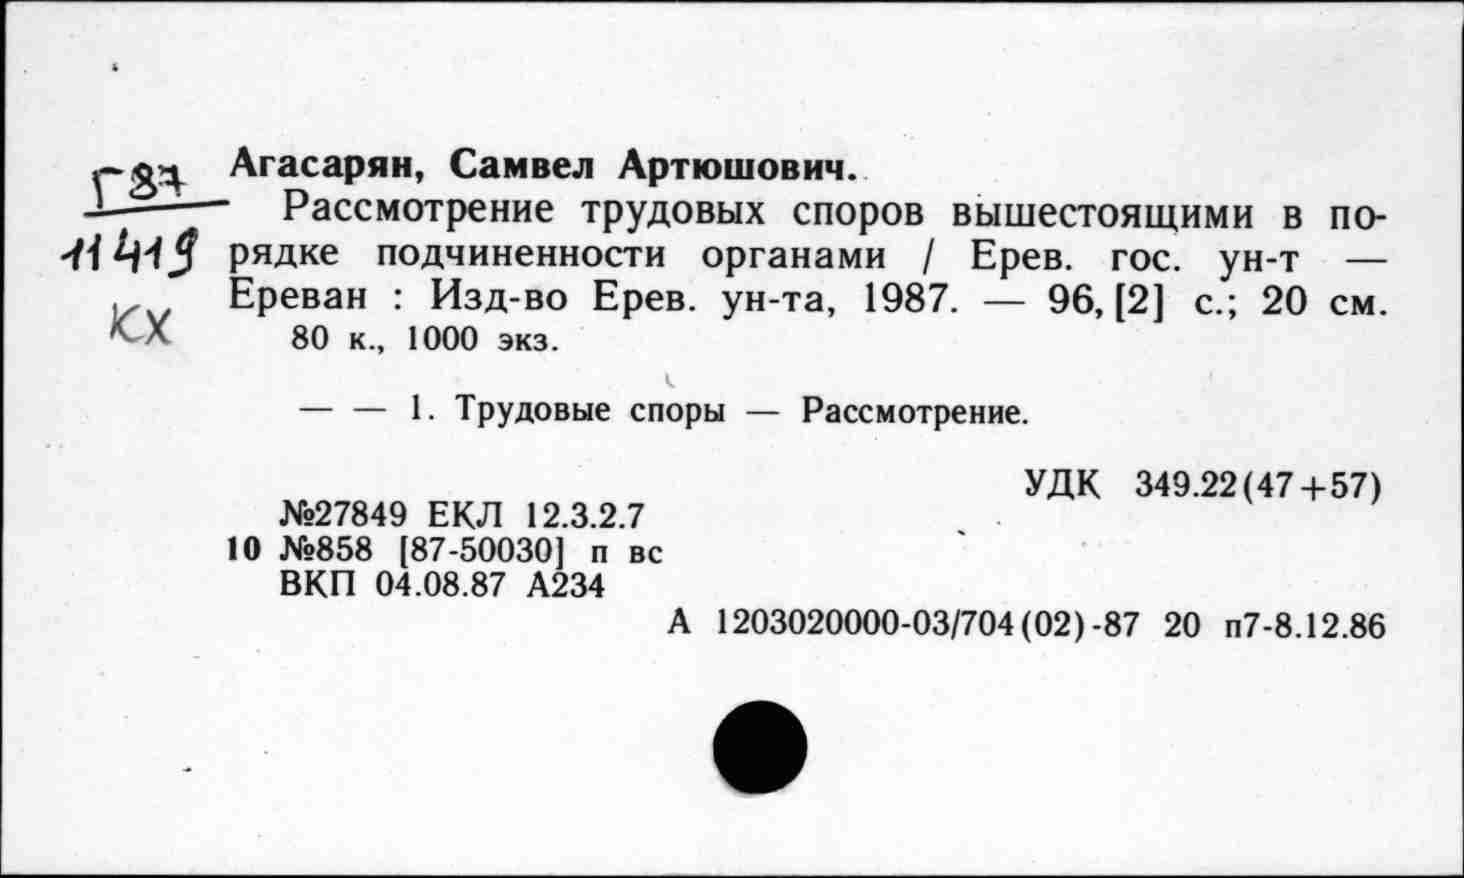 Г87
11419
КХ
Агасарян, Самвел Артюшович.
Рассмотрение трудовых споров вышестоящими в по-
рядке подчиненности органами / Ерев. гос. ун-т —
Ереван : Изд-во Ерев. ун-та, 1987. — 96, [2] с.; 20 см.
80 к., 1000 экз.
— — 1. Трудовые споры — Рассмотрение.
УДК 349.22(47+57)
№27849 ЕКЛ 12.3.2.7
10 №858 [87-50030] п вс
ВКП 04.08.87 А234
А 1203020000-03/704(02)-87 20 п7-8.12.86